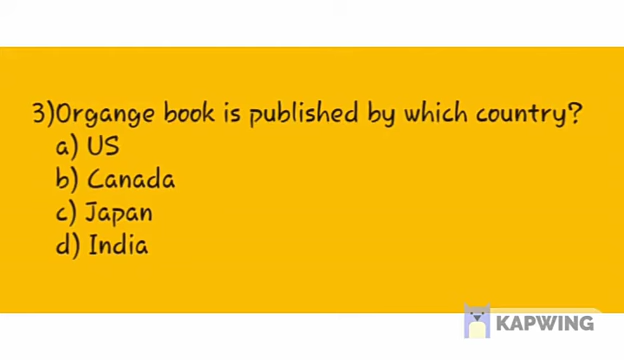 3)Organge book is published by which country?
a) US
b) Canada
c) Japan
d) India
KAPWING